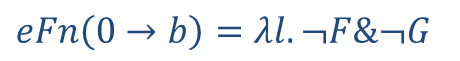 eFn(0 → b) = λl. ¬F&¬G